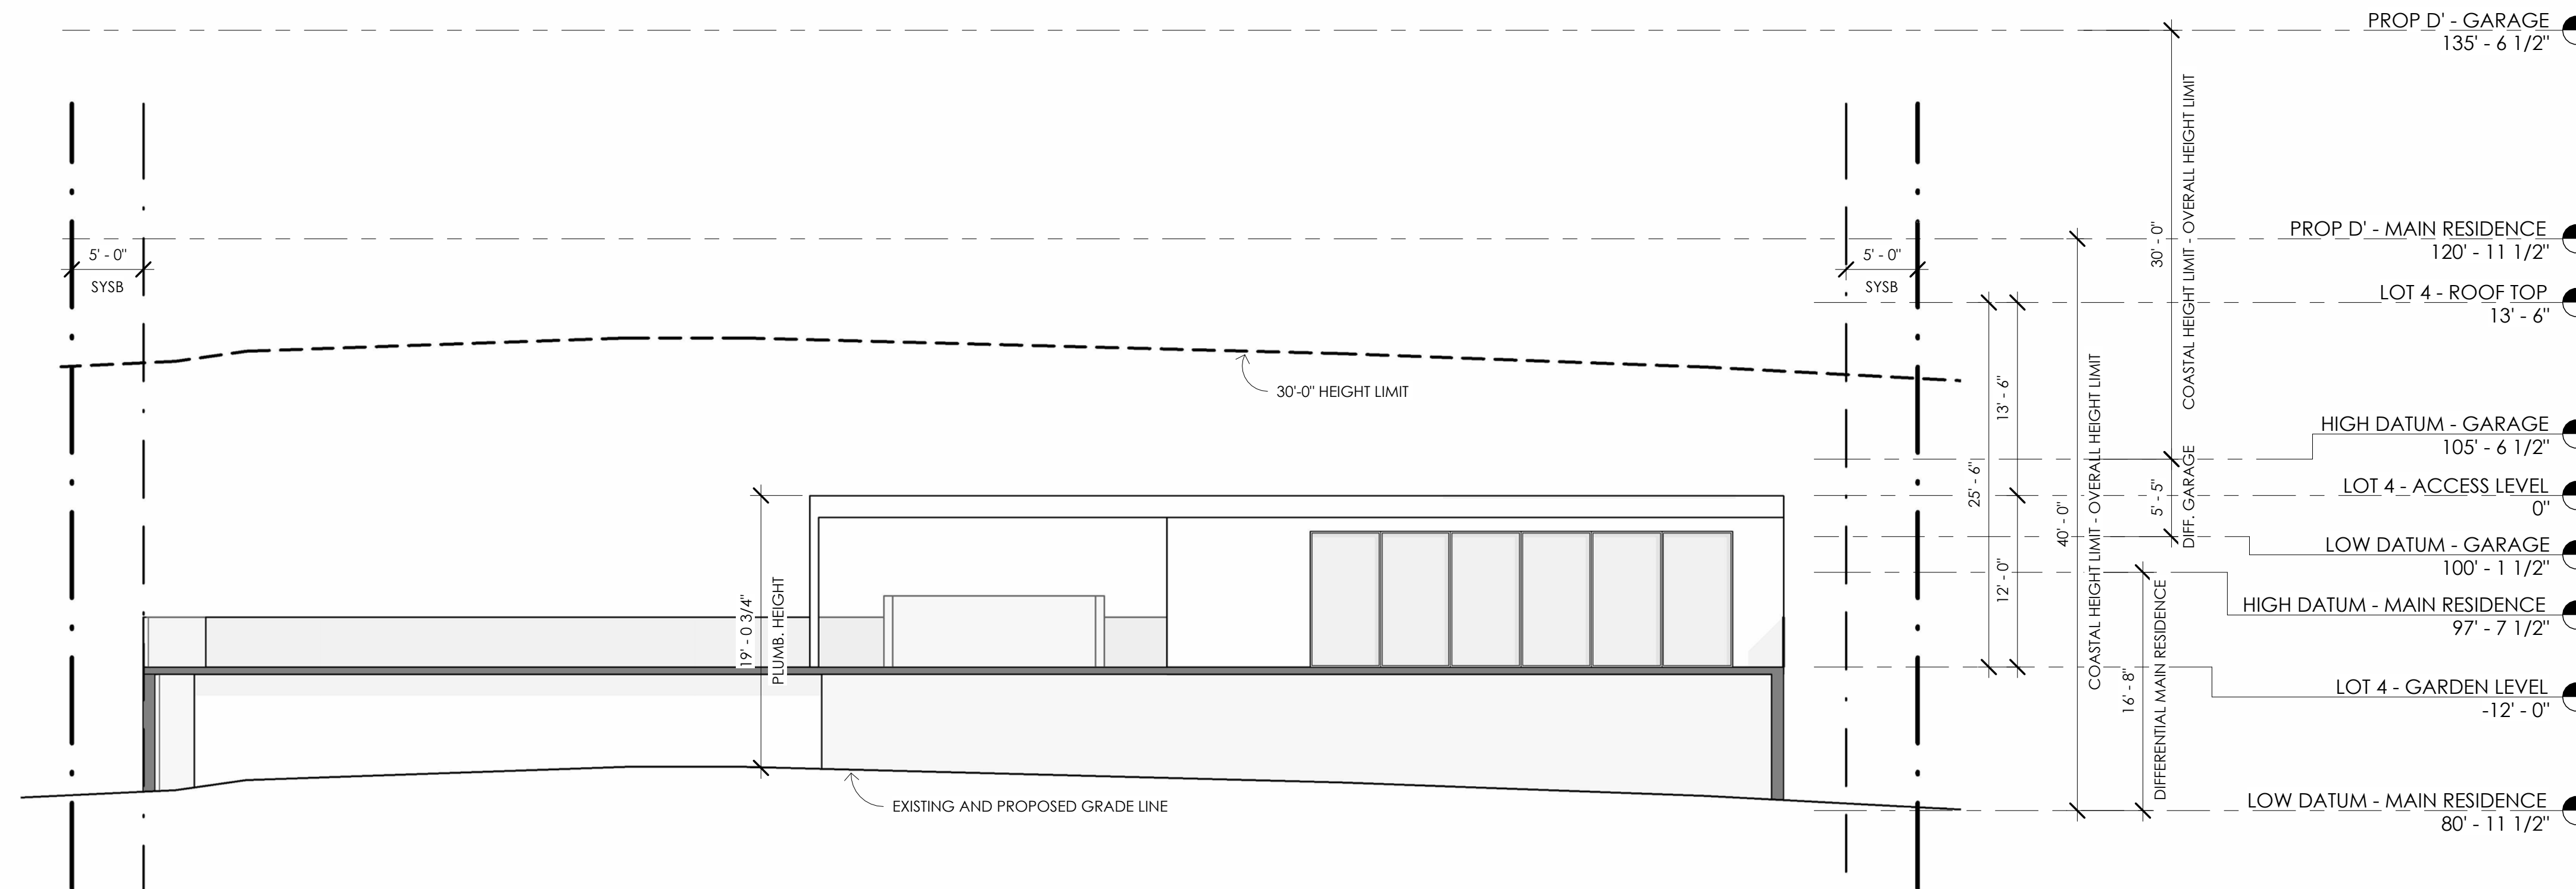 PROP D' - GARAGE
135' - 6 1/2"
PROP D' - MAIN RESIDENCE
120' - 11 1/2"
LOT 4 - ROOF TOP
13' - 6"
HIGH DATUM - GARAGE
105' - 6 1/2"
LOT 4 - ACCESS LEVEL
0"
LOW DATUM - GARAGE
100' - 1 1/2"
HIGH DATUM - MAIN RESIDENCE
97' - 7 1/2"
LOT 4 - GARDEN LEVEL
-12' - 0"
LOW DATUM - MAIN RESIDENCE
80' - 11 1/2"
5' - 0"
SYSB
5' - 0"
SYSB
30'-0" HEIGHT LIMIT
19' - 0 3/4"
PLUMB. HEIGHT
EXISTING AND PROPOSED GRADE LINE
25' - 6"
13' - 6"
12' - 0"
40' - 0"
COASTAL HEIGHT LIMIT - OVERALL HEIGHT LIMIT
30' - 0"
COASTAL HEIGHT LIMIT - OVERALL HEIGHT LIMIT
5' - 5"
DIFF. GARAGE
16' - 8"
DIFFERENTIAL MAIN RESIDENCE